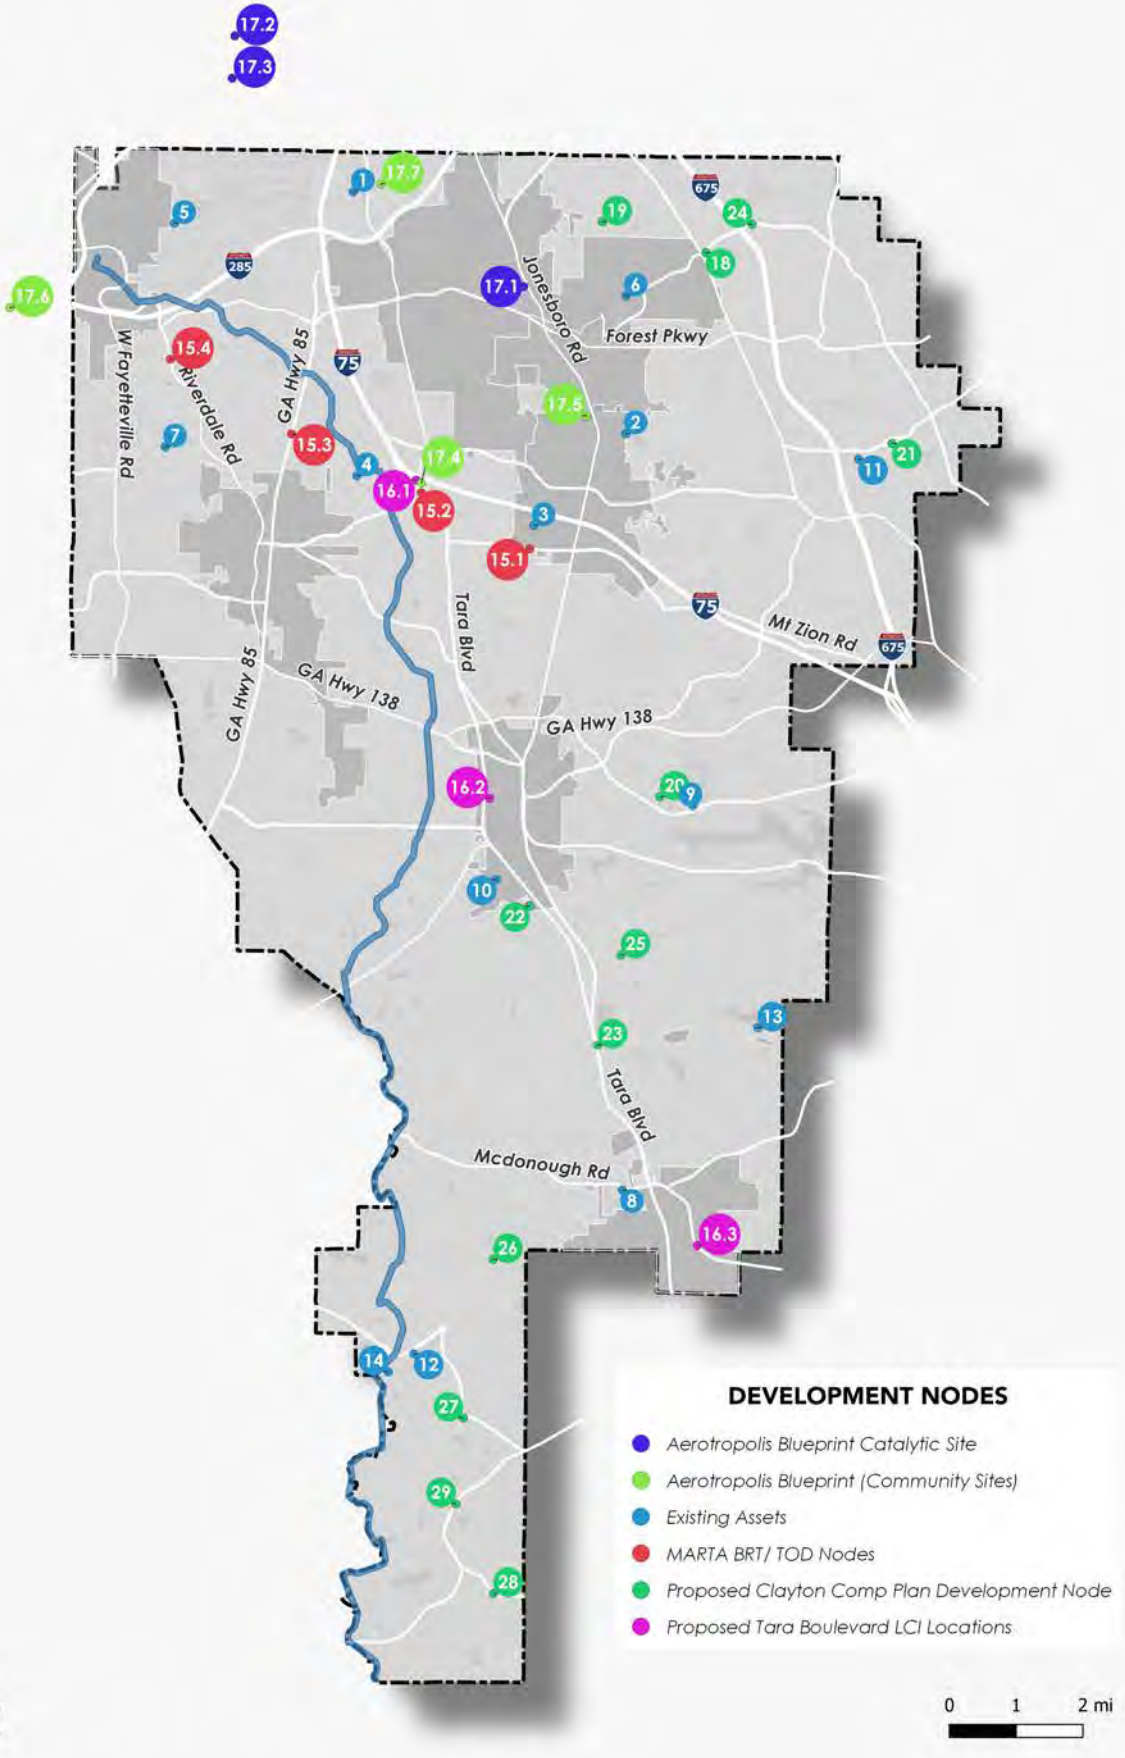 17.2
17.3
1
17.7
675
5
19
24
285
18
17.6
17.1
6
Jonesboro Rd
Forest Pkwy
15.4
75
W Fayetteville Rd
Riverdale Rd
GA Hwy 85
17.5
2
7
15.3
17.4
4
21
11
16.1
15.2
3
15.1
75
Tara Blvd
Mt Zion Rd
675
GA Hwy 85
GA Hwy 138
GA Hwy 138
16.2
20
9
10
22
25
13
23
Tara Blvd
Mcdonough Rd
8
16.3
26
14
12
27
29
28
DEVELOPMENT NODES
Aerotropolis Blueprint Catalytic Site
Aerotropolis Blueprint (Community Sites)
Existing Assets
MARTA BRT/ TOD Nodes
Proposed Clayton Comp Plan Development Node
Proposed Tara Boulevard LCI Locations
0 1 2 mi